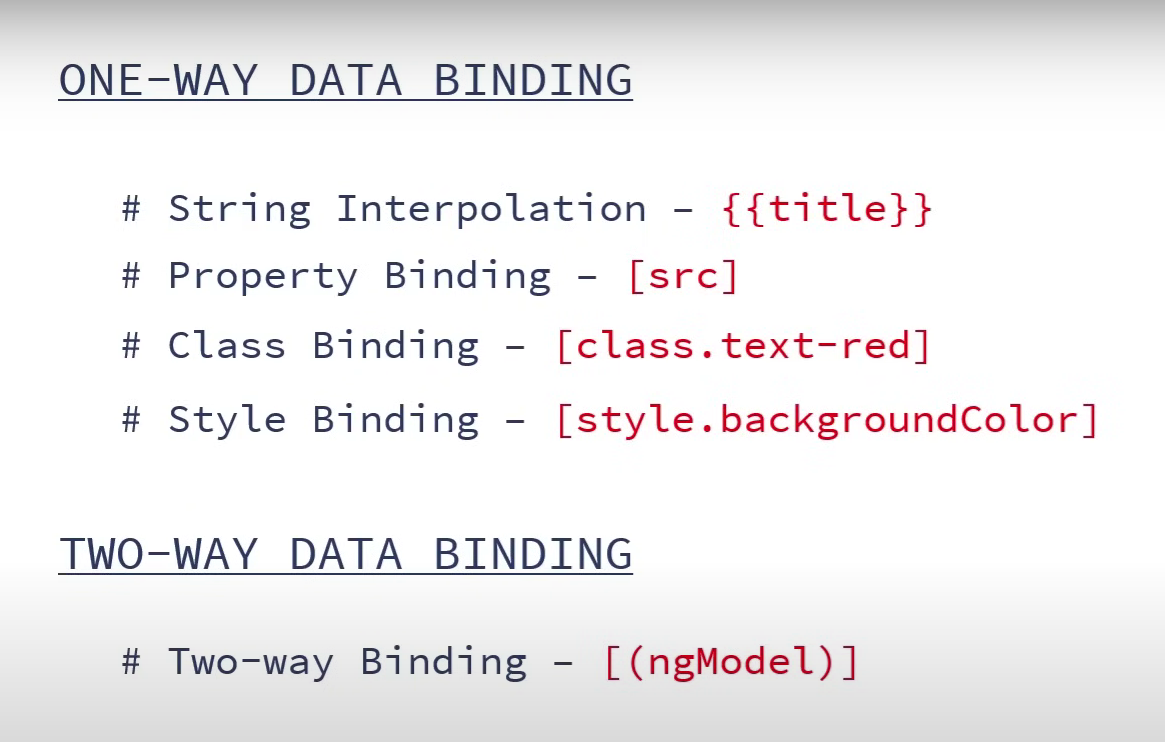 ONE-WAY DATA BINDING
# String Interpolation – {{title}}
# Property Binding – [src]
# Class Binding – [class.text-red]
# Style Binding – [style.backgroundColor]
TWO-WAY DATA BINDING
# Two-way Binding – [(ngModel)]